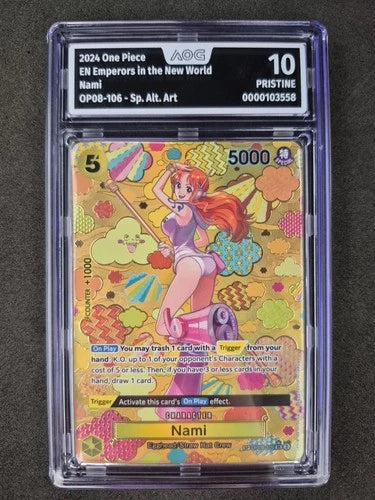 2024 One Piece
EN Emperors in the New World
Nami
OP08-106 - Sp. Alt. Art
AOG
10
PRISTINE
0000103558
5
5000
特
SPECIAL
COUNTER +1000
On Play You may trash 1 card with a Trigger from your
hand: K.O. up to 1 of your opponent's Characters with a
cost of 5 or less. Then, if you have 3 or less cards in your
hand, draw 1 card.
Trigger Activate this card's On Play effect.
CHARACTER
Nami
Egghead/Straw Hat Crew